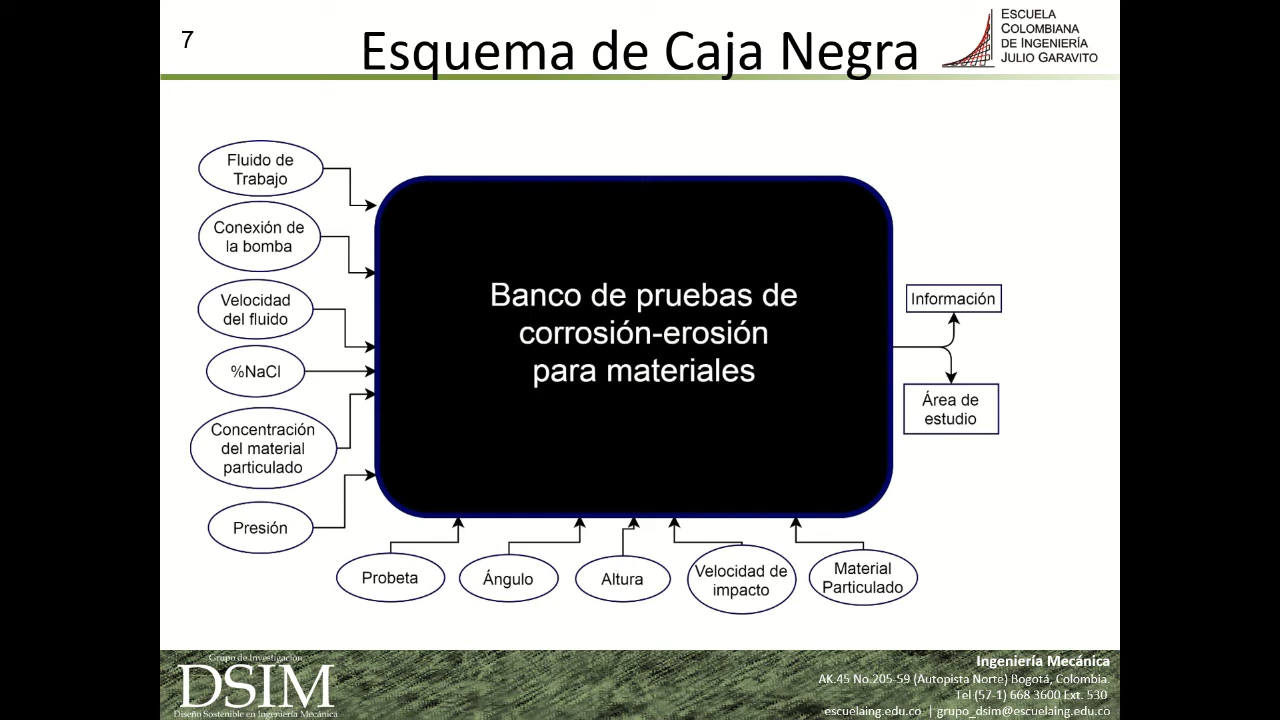 7
Esquema de Caja Negra
ESCUELA
COLOMBIANA
DE INGENIERÍA
JULIO GARAVITO
Fluido de
Trabajo
Conexión de
la bomba
Velocidad
del fluido
%NaCl
Concentración
del material
particulado
Presión
Banco de pruebas de
corrosión-erosión
para materiales
Información
Área de
estudio
Probeta
Ángulo
Altura
Velocidad de
impacto
Material
Particulado
Grupo de Investigación
DSIM
Diseño Sostenible en Ingeniería Mecánica
Ingeniería Mecánica
AK.45 No.205-59 (Autopista Norte) Bogotá, Colombia.
Tel (57-1) 668 3600 Ext. 530
escuelaing.edu.co | grupo_dsim@escuelaing.edu.co